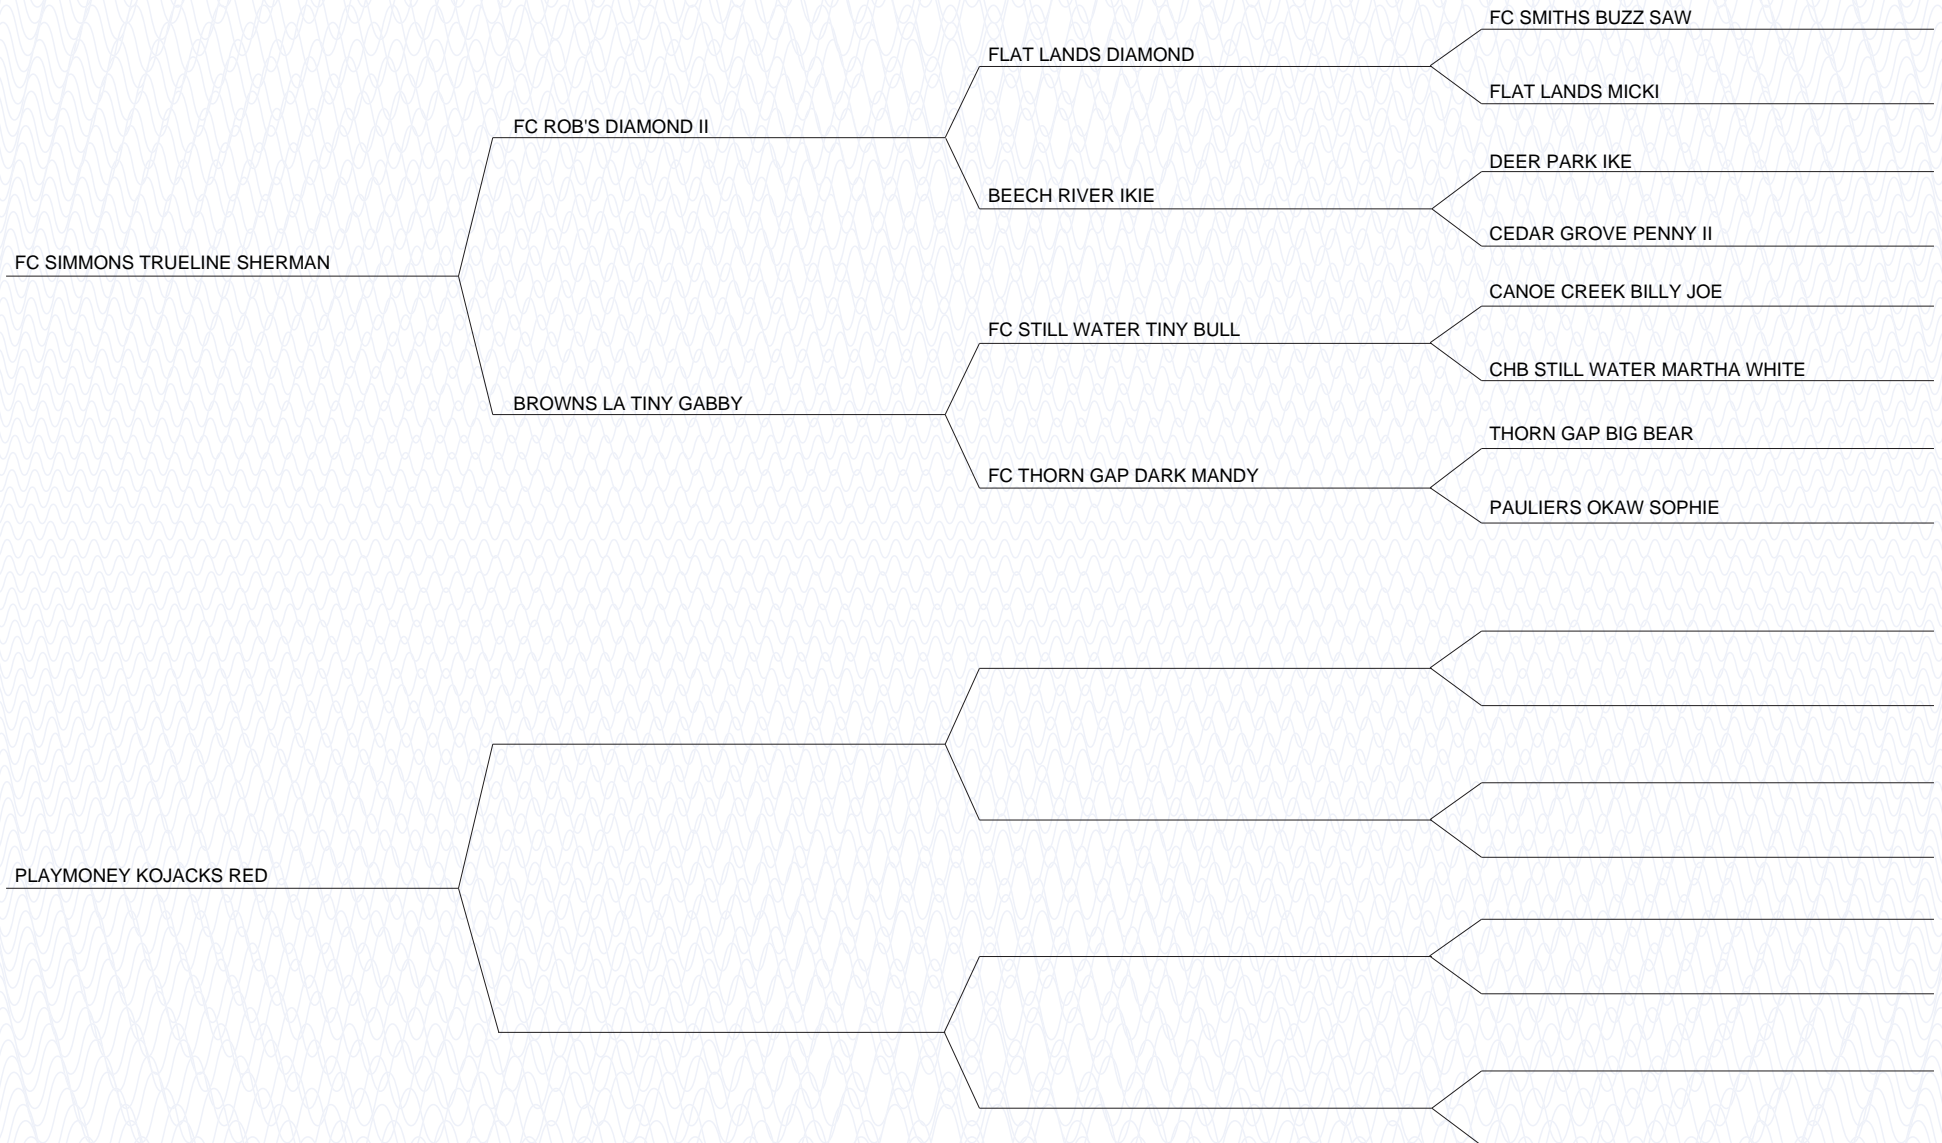 FC SMITHS BUZZ SAW
FLAT LANDS DIAMOND
FLAT LANDS MICKI
FC ROB'S DIAMOND II
DEER PARK IKE
BEECH RIVER IKIE
CEDAR GROVE PENNY II
FC SIMMONS TRUELINE SHERMAN
CANOE CREEK BILLY JOE
FC STILL WATER TINY BULL
CHB STILL WATER MARTHA WHITE
BROWNS LA TINY GABBY
THORN GAP BIG BEAR
FC THORN GAP DARK MANDY
PAULIERS OKAW SOPHIE
PLAYMONEY KOJACKS RED